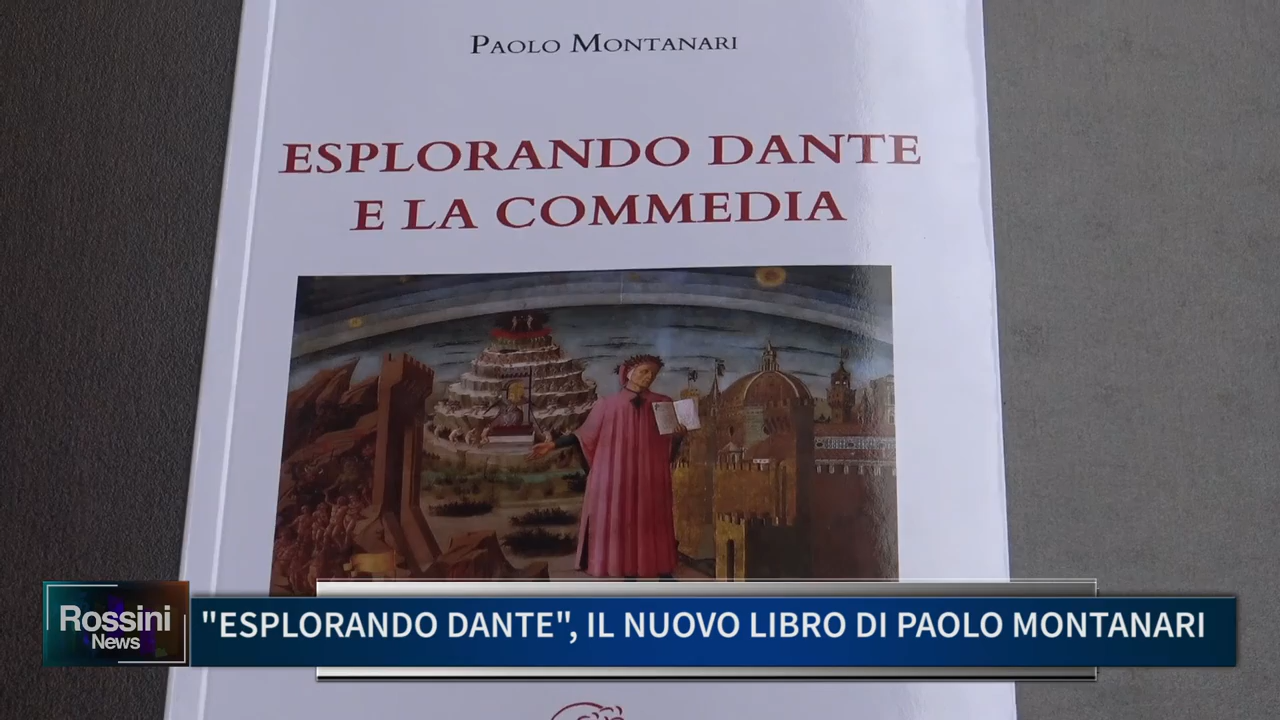 PAOLO MONTANARI
ESPLORANDO DANTE
E LA COMMEDIA
Rossini
News
"ESPLORANDO DANTE", IL NUOVO LIBRO DI PAOLO MONTANARI